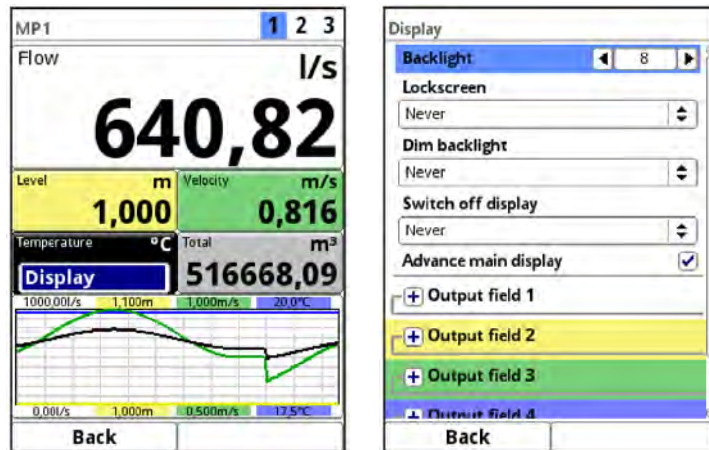 MP1 1 2 3
Flow l/s
640,82
Level m Velocity m/s
1,000 0,816
Temperature °C Total m³
Display 516668,09
1000,00l/s 1,100m 1,000m/s 20,0°C
0,00l/s 1,000m 0,500m/s 17,5°C
Back
Display
Backlight 8
Lockscreen
Never
Dim backlight
Never
Switch off display
Never
Advance main display
Output field 1
Output field 2
Output field 3
Output field 4
Back